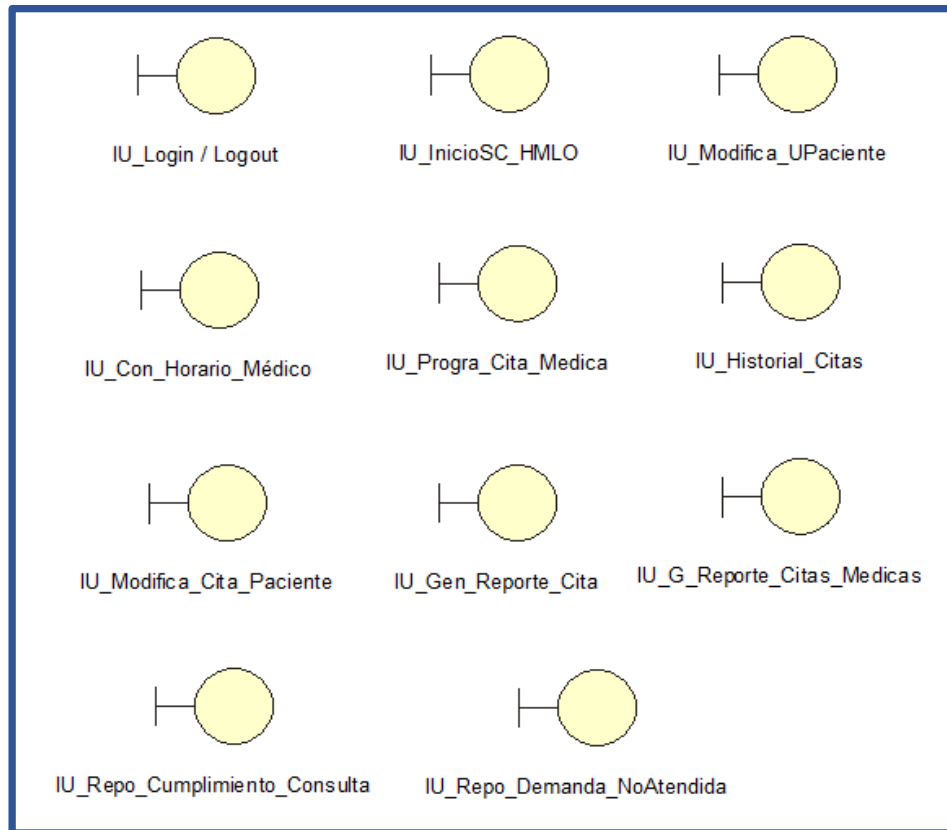 IU_Login / Logout
IU_InicioSC_HMLO
IU_Modifica_UPaciente
IU_Con_Horario_Médico
IU_Progra_Cita_Medica
IU_Historial_Citas
IU_Modifica_Cita_Paciente
IU_Gen_Reporte_Cita
IU_G_Reporte_Citas_Medicas
IU_Repo_Cumplimiento_Consulta
IU_Repo_Demanda_NoAtendida